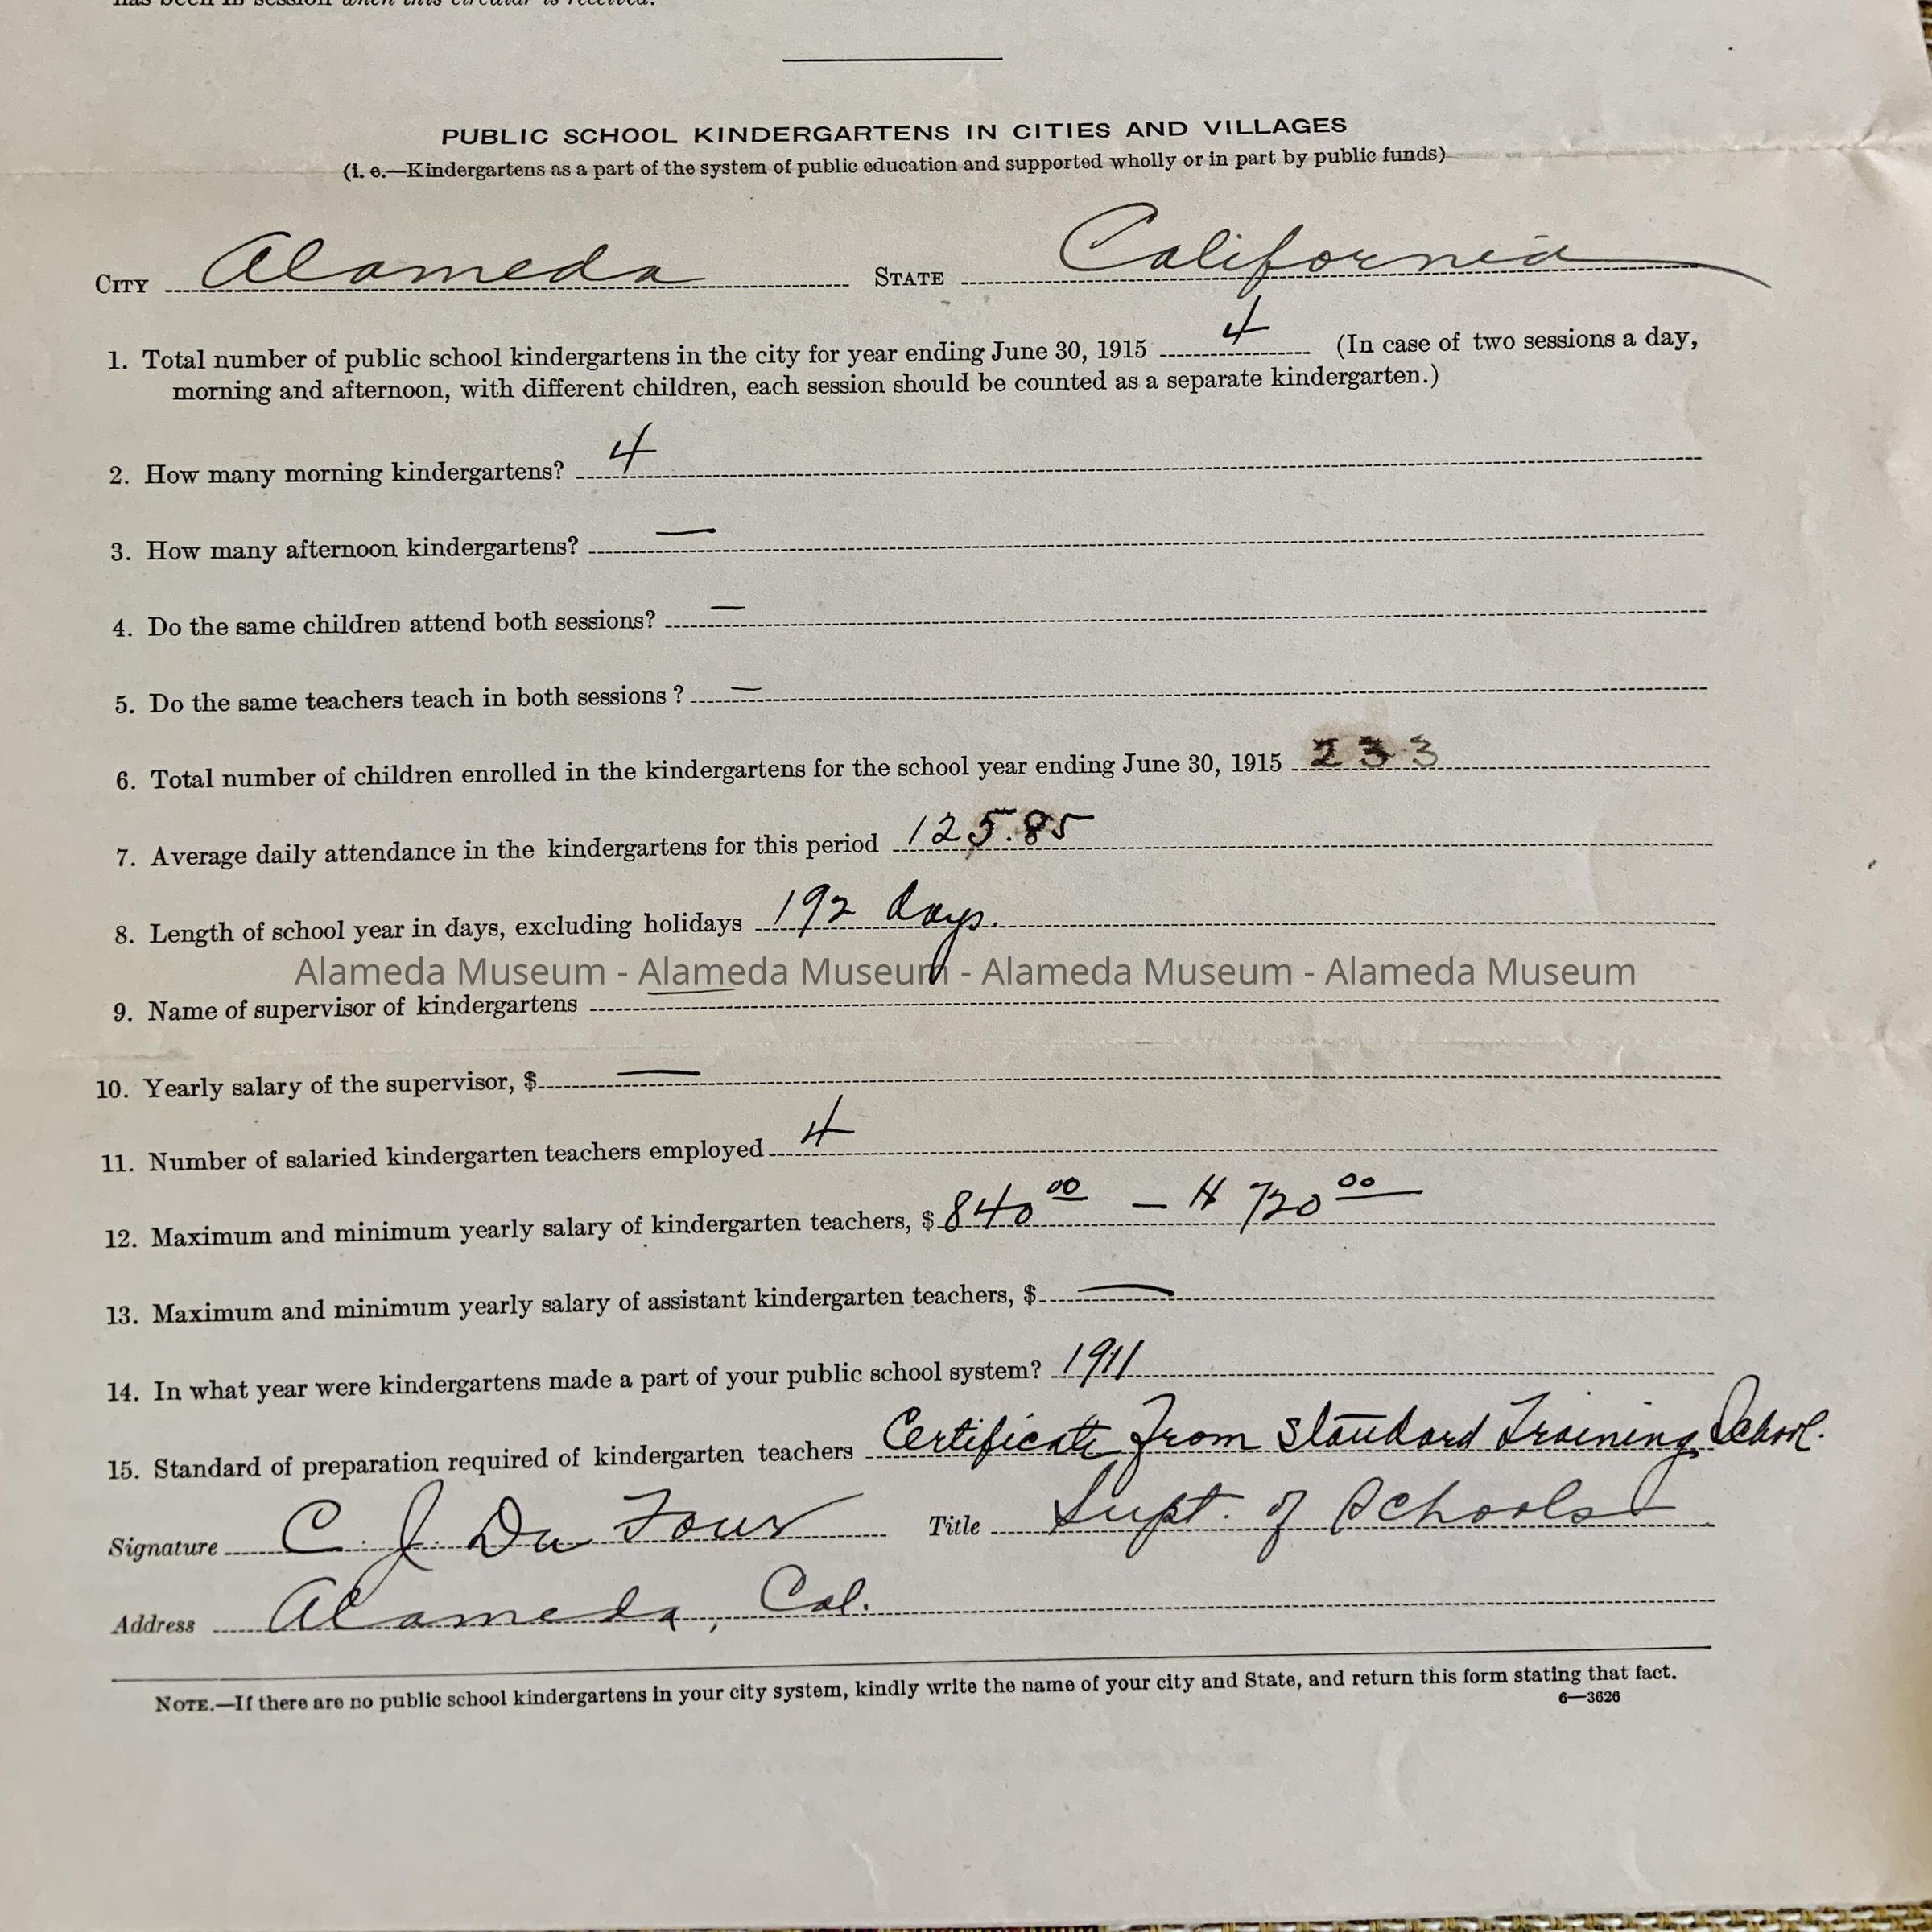 has been in session when this circular is received.
PUBLIC SCHOOL KINDERGARTENS IN CITIES AND VILLAGES
(i. e.—Kindergartens as a part of the system of public education and supported wholly or in part by public funds)
CITY Alameda STATE California
1. Total number of public school kindergartens in the city for year ending June 30, 1915 4 (In case of two sessions a day,
morning and afternoon, with different children, each session should be counted as a separate kindergarten.)
2. How many morning kindergartens? 4
3. How many afternoon kindergartens? —
4. Do the same children attend both sessions? —
5. Do the same teachers teach in both sessions? —
6. Total number of children enrolled in the kindergartens for the school year ending June 30, 1915 233
7. Average daily attendance in the kindergartens for this period 125.85
8. Length of school year in days, excluding holidays 192 days.
Alameda Museum - Alameda Museum - Alameda Museum - Alameda Museum
9. Name of supervisor of kindergartens —
10. Yearly salary of the supervisor, $ —
11. Number of salaried kindergarten teachers employed 4
12. Maximum and minimum yearly salary of kindergarten teachers, $ 840 00 — $ 720 00
13. Maximum and minimum yearly salary of assistant kindergarten teachers, $ —
14. In what year were kindergartens made a part of your public school system? 1911
15. Standard of preparation required of kindergarten teachers Certificate from Standard Training School.
Signature C. J. Du Four Title Supt. of Schools
Address Alameda, Cal.
NOTE.—If there are no public school kindergartens in your city system, kindly write the name of your city and State, and return this form stating that fact.
6—3626